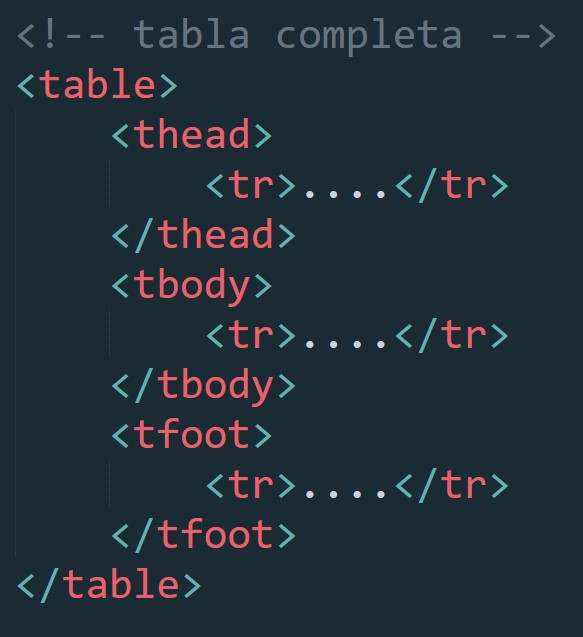 <!-- tabla completa -->
<table>
    <thead>
        <tr>....</tr>
    </thead>
    <tbody>
        <tr>....</tr>
    </tbody>
    <tfoot>
        <tr>....</tr>
    </tfoot>
</table>